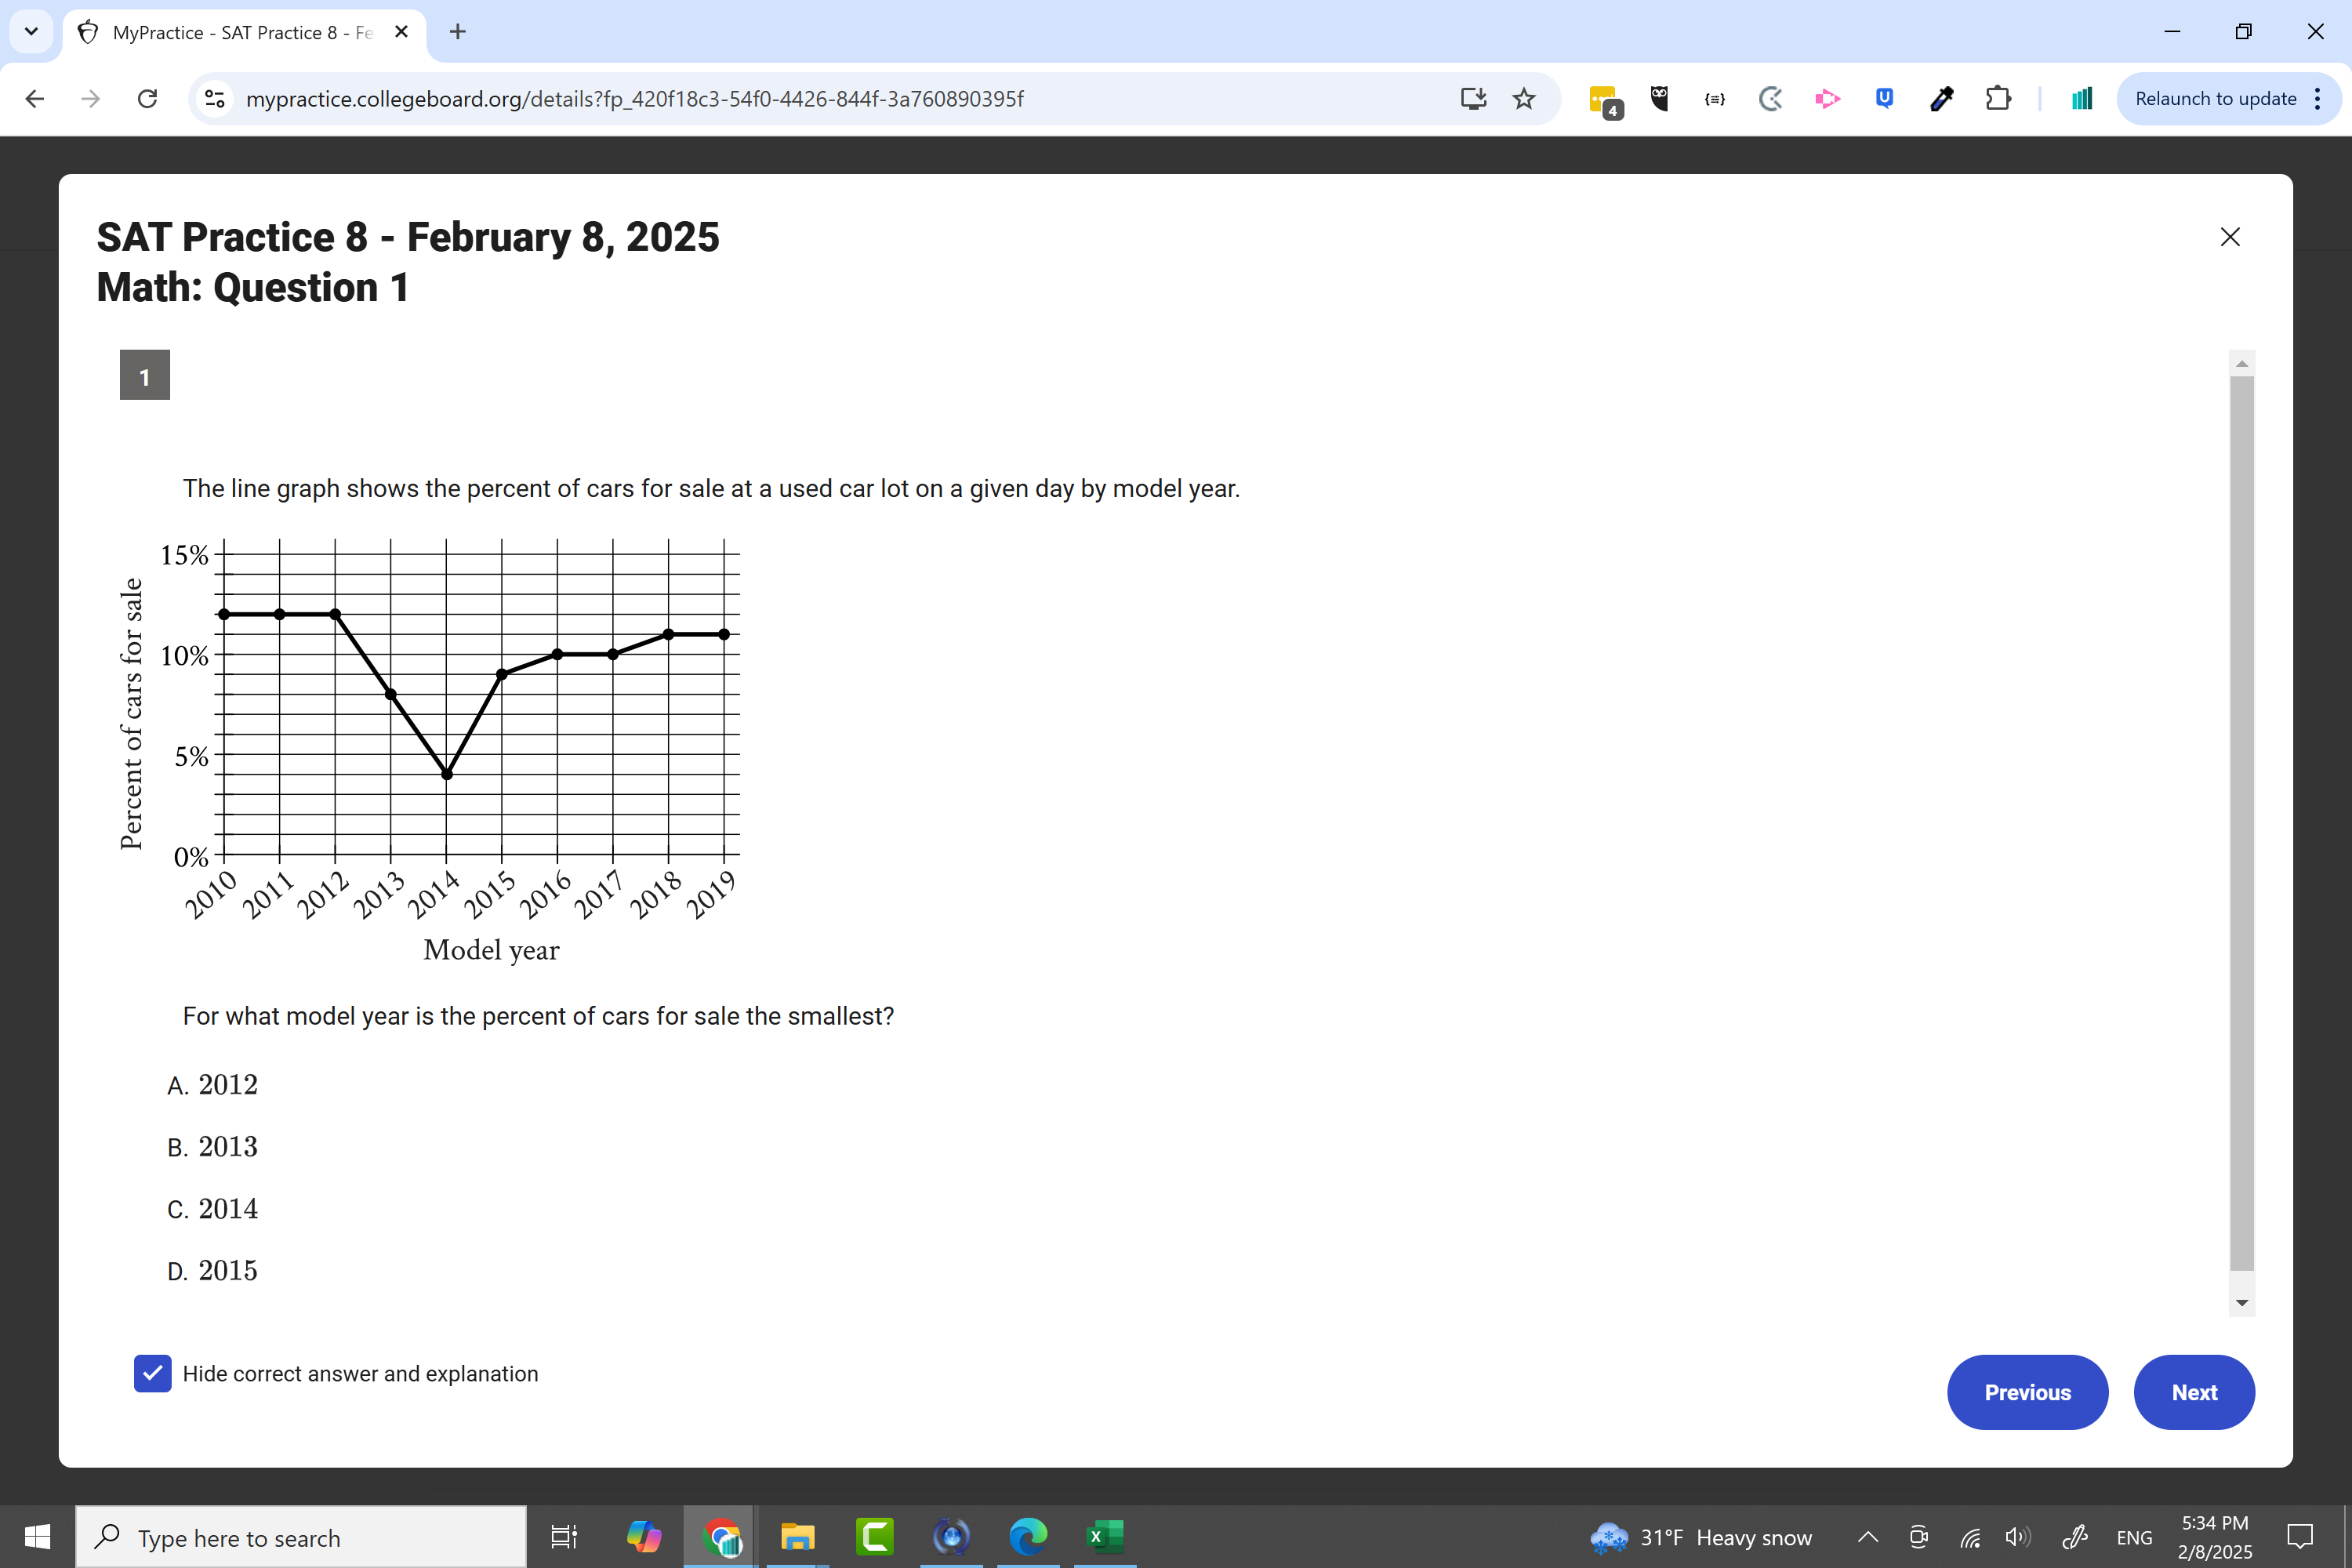 MyPractice - SAT Practice 8 - Fe
mypractice.collegeboard.org/details?fp_420f18c3-54f0-4426-844f-3a760890395f
4
{≡}
U
Relaunch to update
SAT Practice 8 - February 8, 2025
Math: Question 1
1
The line graph shows the percent of cars for sale at a used car lot on a given day by model year.
Percent of cars for sale
15%
10%
5%
0%
2010 2011 2012 2013 2014 2015 2016 2017 2018 2019
Model year
For what model year is the percent of cars for sale the smallest?
A. 2012
B. 2013
C. 2014
D. 2015
Hide correct answer and explanation
Previous
Next
Type here to search
31°F Heavy snow
ENG
5:34 PM
2/8/2025